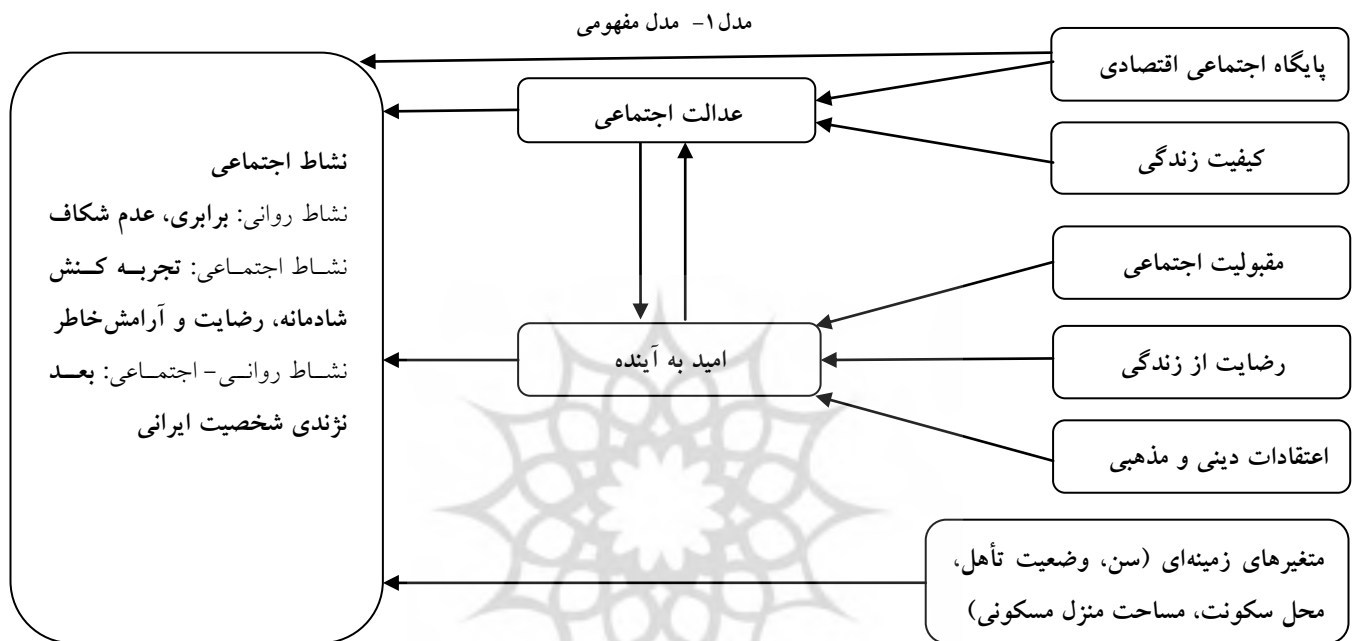 مدل ۱- مدل مفهومی
پایگاه اجتماعی اقتصادی
عدالت اجتماعی
کیفیت زندگی
نشاط اجتماعی
نشاط روانی: برابری، عدم شکاف
نشاط اجتماعی: تجربه کنش
شادمانه، رضایت و آرامش‌خاطر
نشاط روانی- اجتماعی: بعد
نژندی شخصیت ایرانی
مقبولیت اجتماعی
امید به آینده
رضایت از زندگی
اعتقادات دینی و مذهبی
متغیرهای زمینه‌ای (سن، وضعیت تأهل،
محل سکونت، مساحت منزل مسکونی)